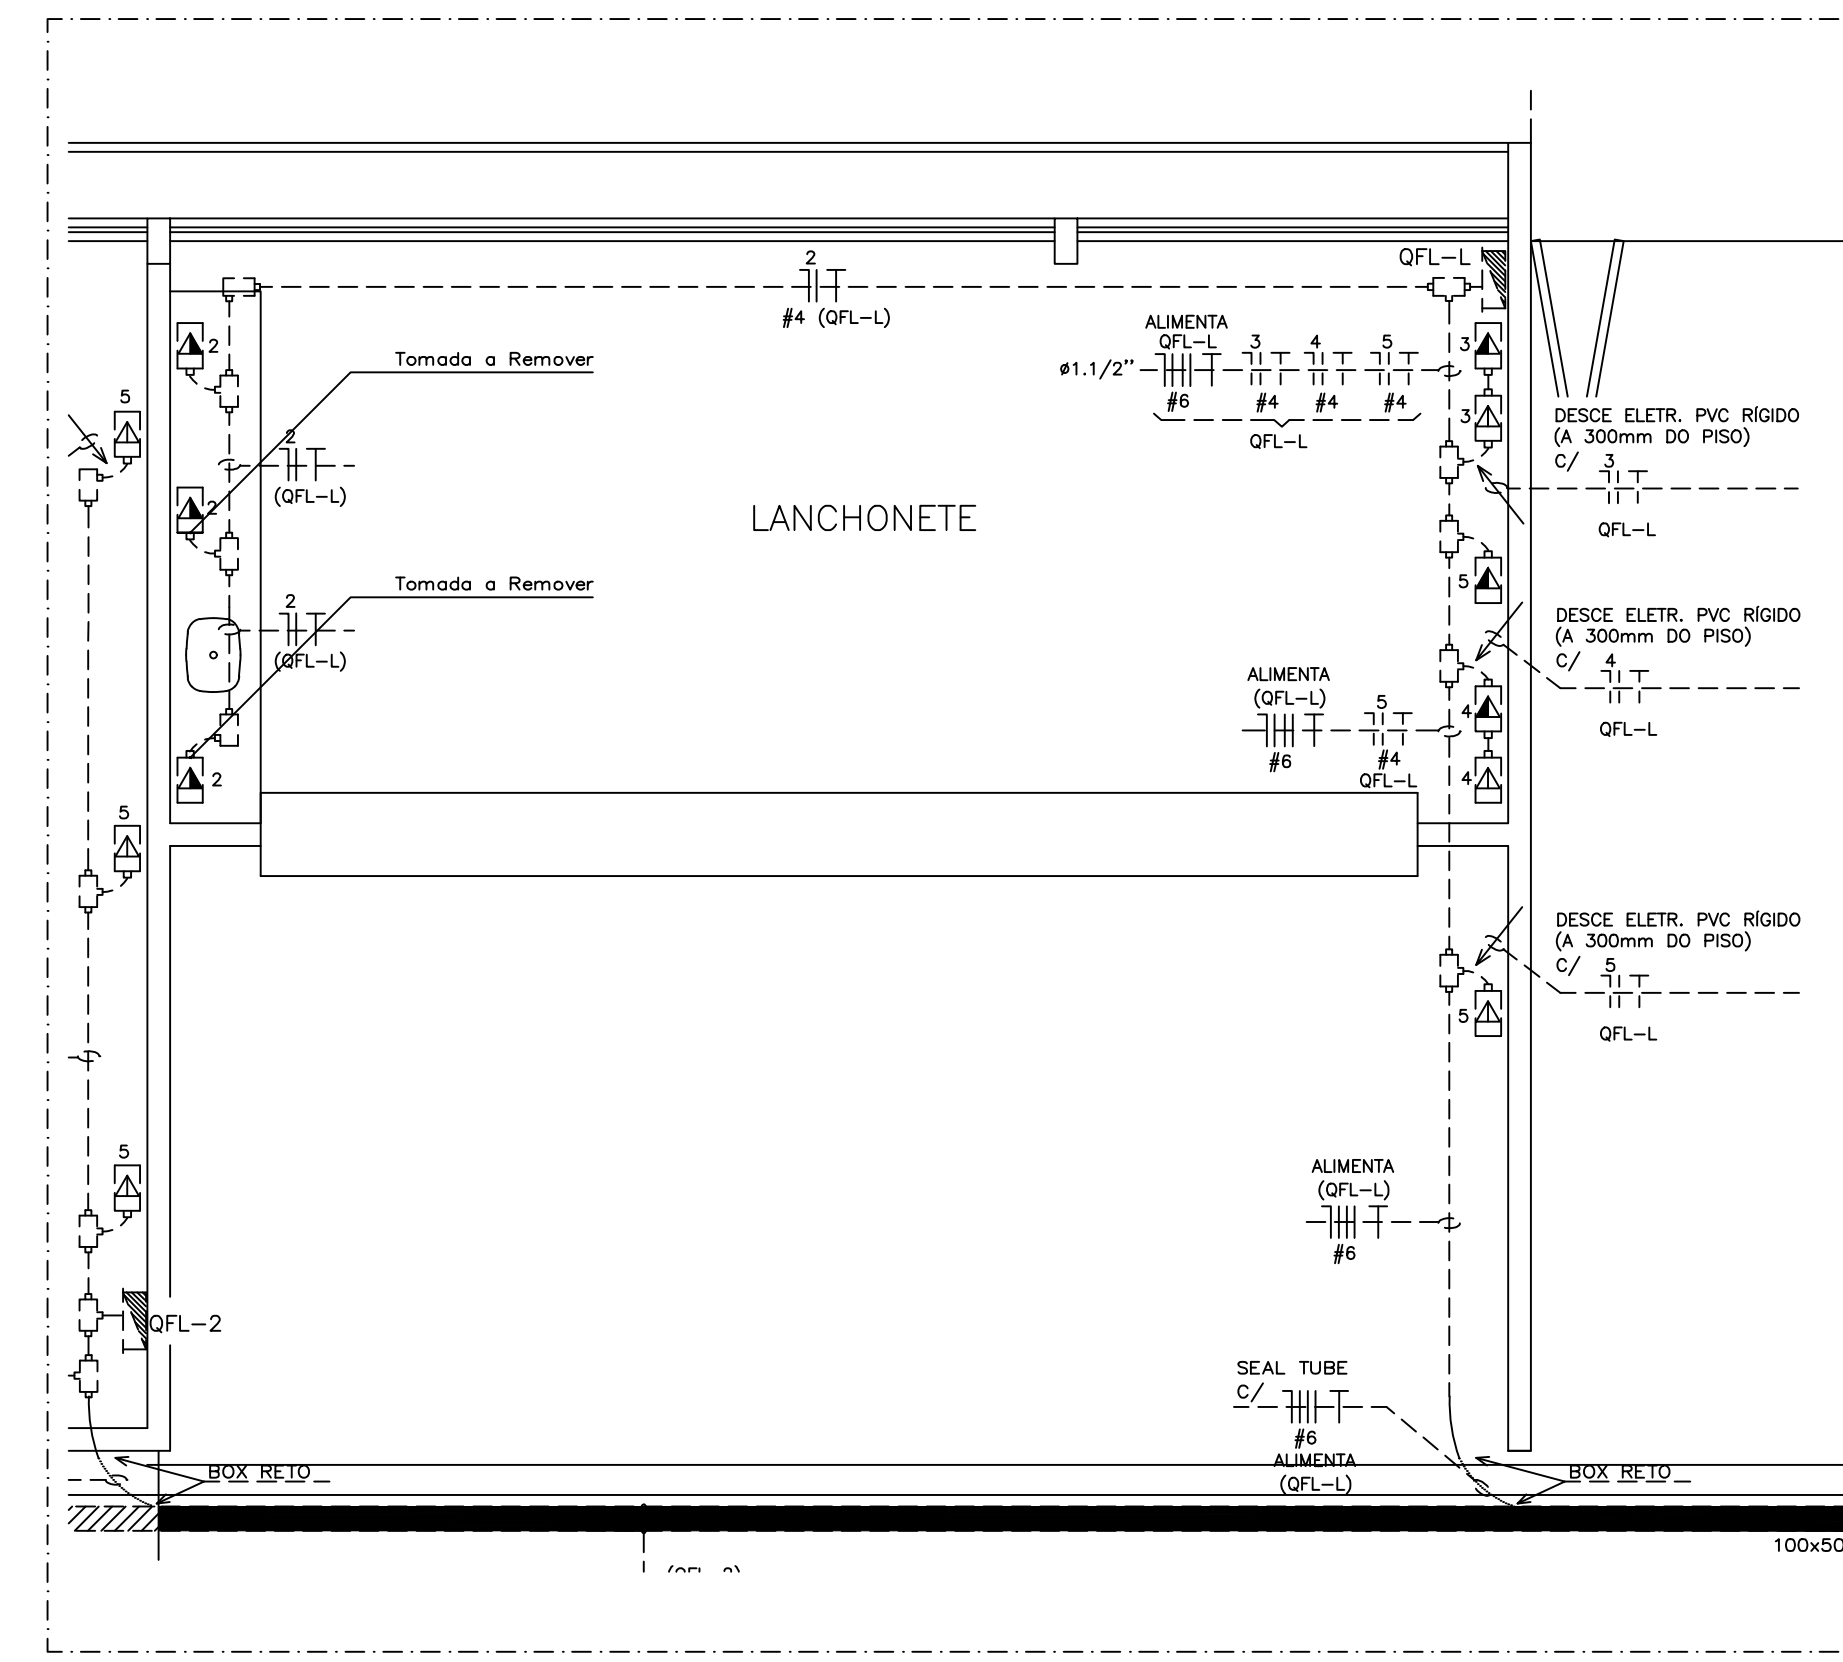 2
QFL-L
#4 (QFL-L)
ALIMENTA
QFL-L
3
4
5
ø1.1/2"
#6
#4
#4
#4
QFL-L
2
Tomada a Remover
3
3
5
DESCE ELETR. PVC RÍGIDO
(A 300mm DO PISO)
C/
3
QFL-L
2
(QFL-L)
2
LANCHONETE
5
Tomada a Remover
2
(QFL-L)
DESCE ELETR. PVC RÍGIDO
(A 300mm DO PISO)
C/
4
QFL-L
ALIMENTA
(QFL-L)
5
#6
#4
QFL-L
4
4
2
5
DESCE ELETR. PVC RÍGIDO
(A 300mm DO PISO)
C/
5
QFL-L
5
5
ALIMENTA
(QFL-L)
#6
QFL-2
SEAL TUBE
C/
#6
ALIMENTA
(QFL-L)
BOX RETO
BOX RETO
100x50